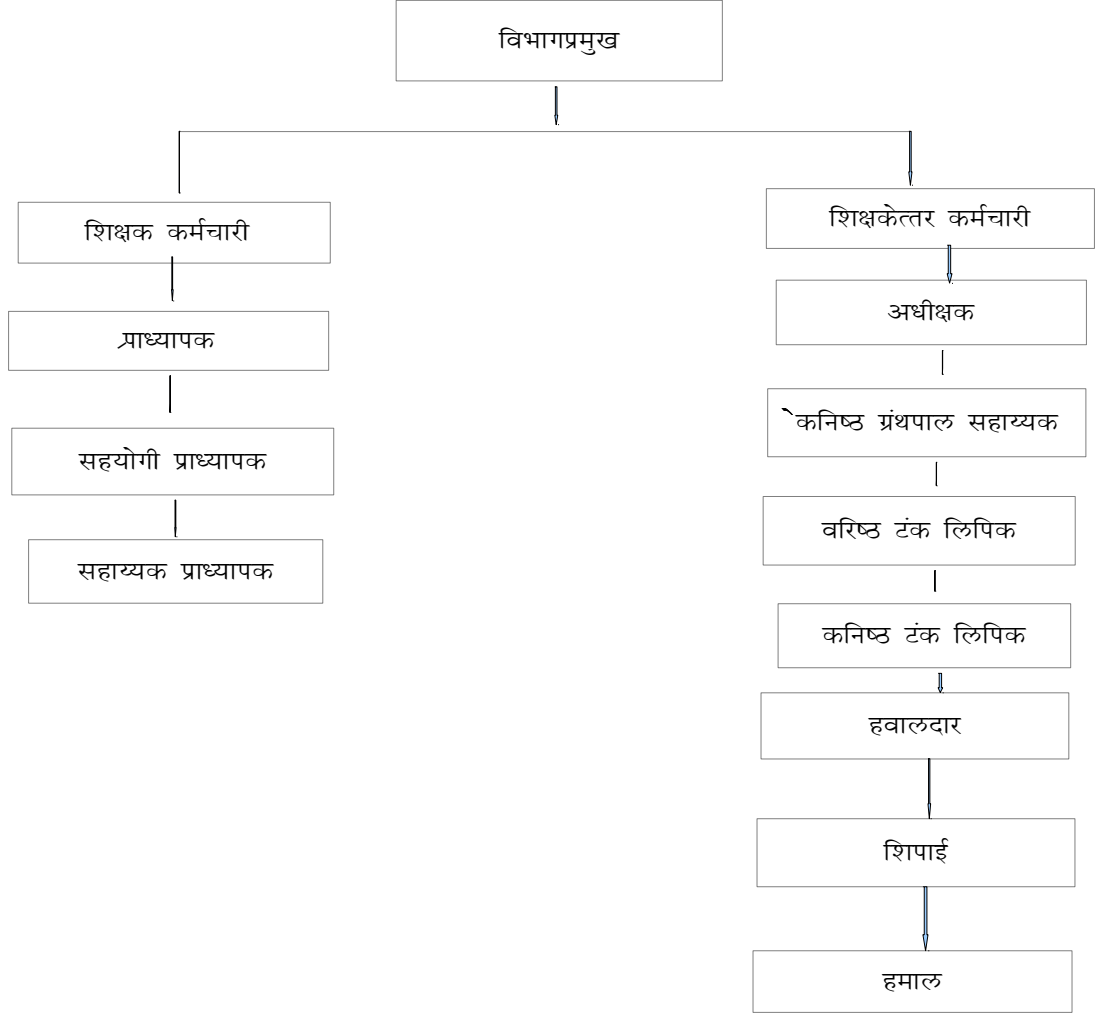 विभागप्रमुख
शिक्षक कर्मचारी
प्राध्यापक
सहयोगी प्राध्यापक
सहाय्यक प्राध्यापक
शिक्षकेत्तर कर्मचारी
अधीक्षक
कनिष्ठ ग्रंथपाल सहाय्यक
वरिष्ठ टंक लिपिक
कनिष्ठ टंक लिपिक
हवालदार
शिपाई
हमाल